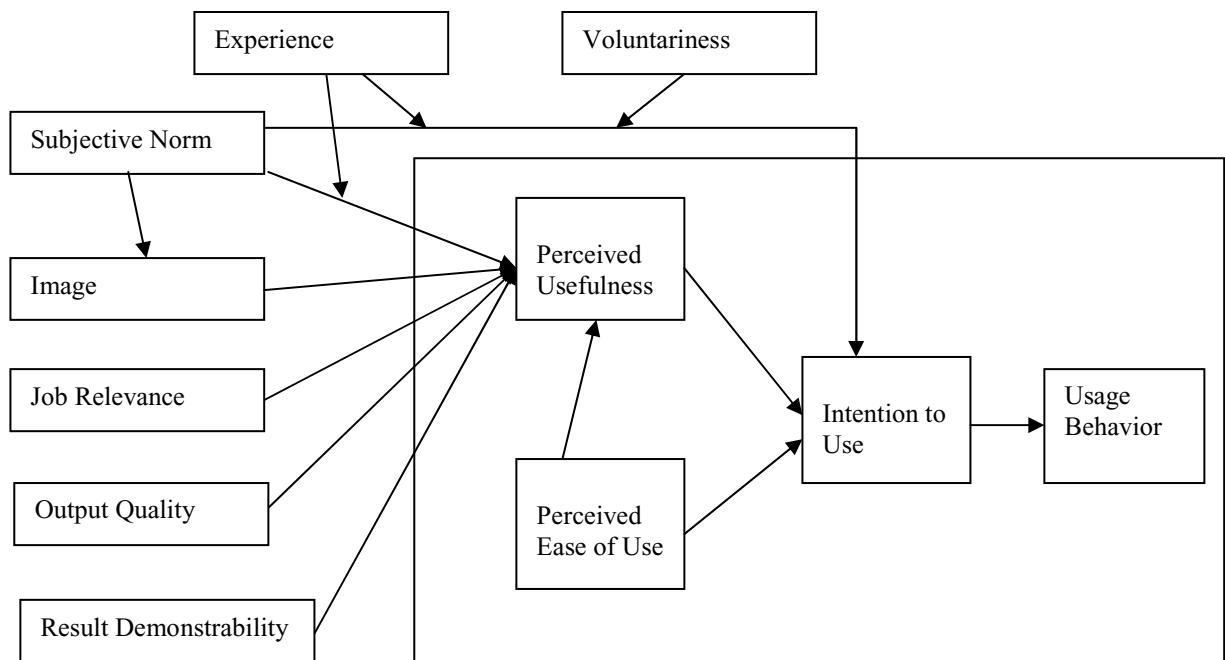 Experience
Voluntariness
Subjective Norm
Perceived
Usefulness
Image
Job Relevance
Intention to
Use
Usage
Behavior
Output Quality
Perceived
Ease of Use
Result Demonstrability